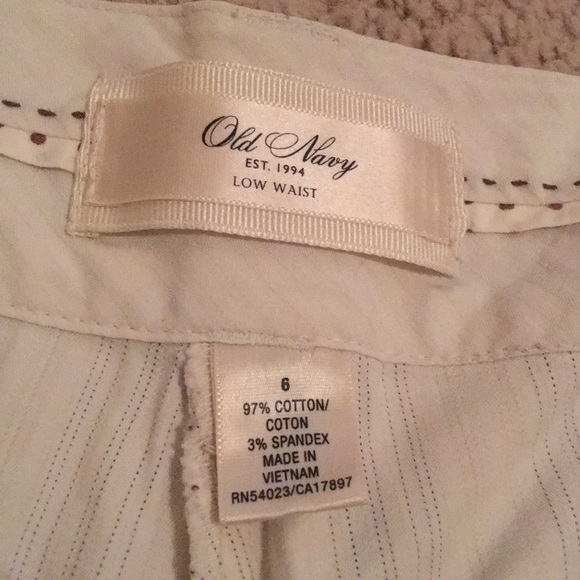 Old Navy
EST. 1994
LOW WAIST
6
97% COTTON/
COTON
3% SPANDEX
MADE IN
VIETNAM
RN54023/CA17897